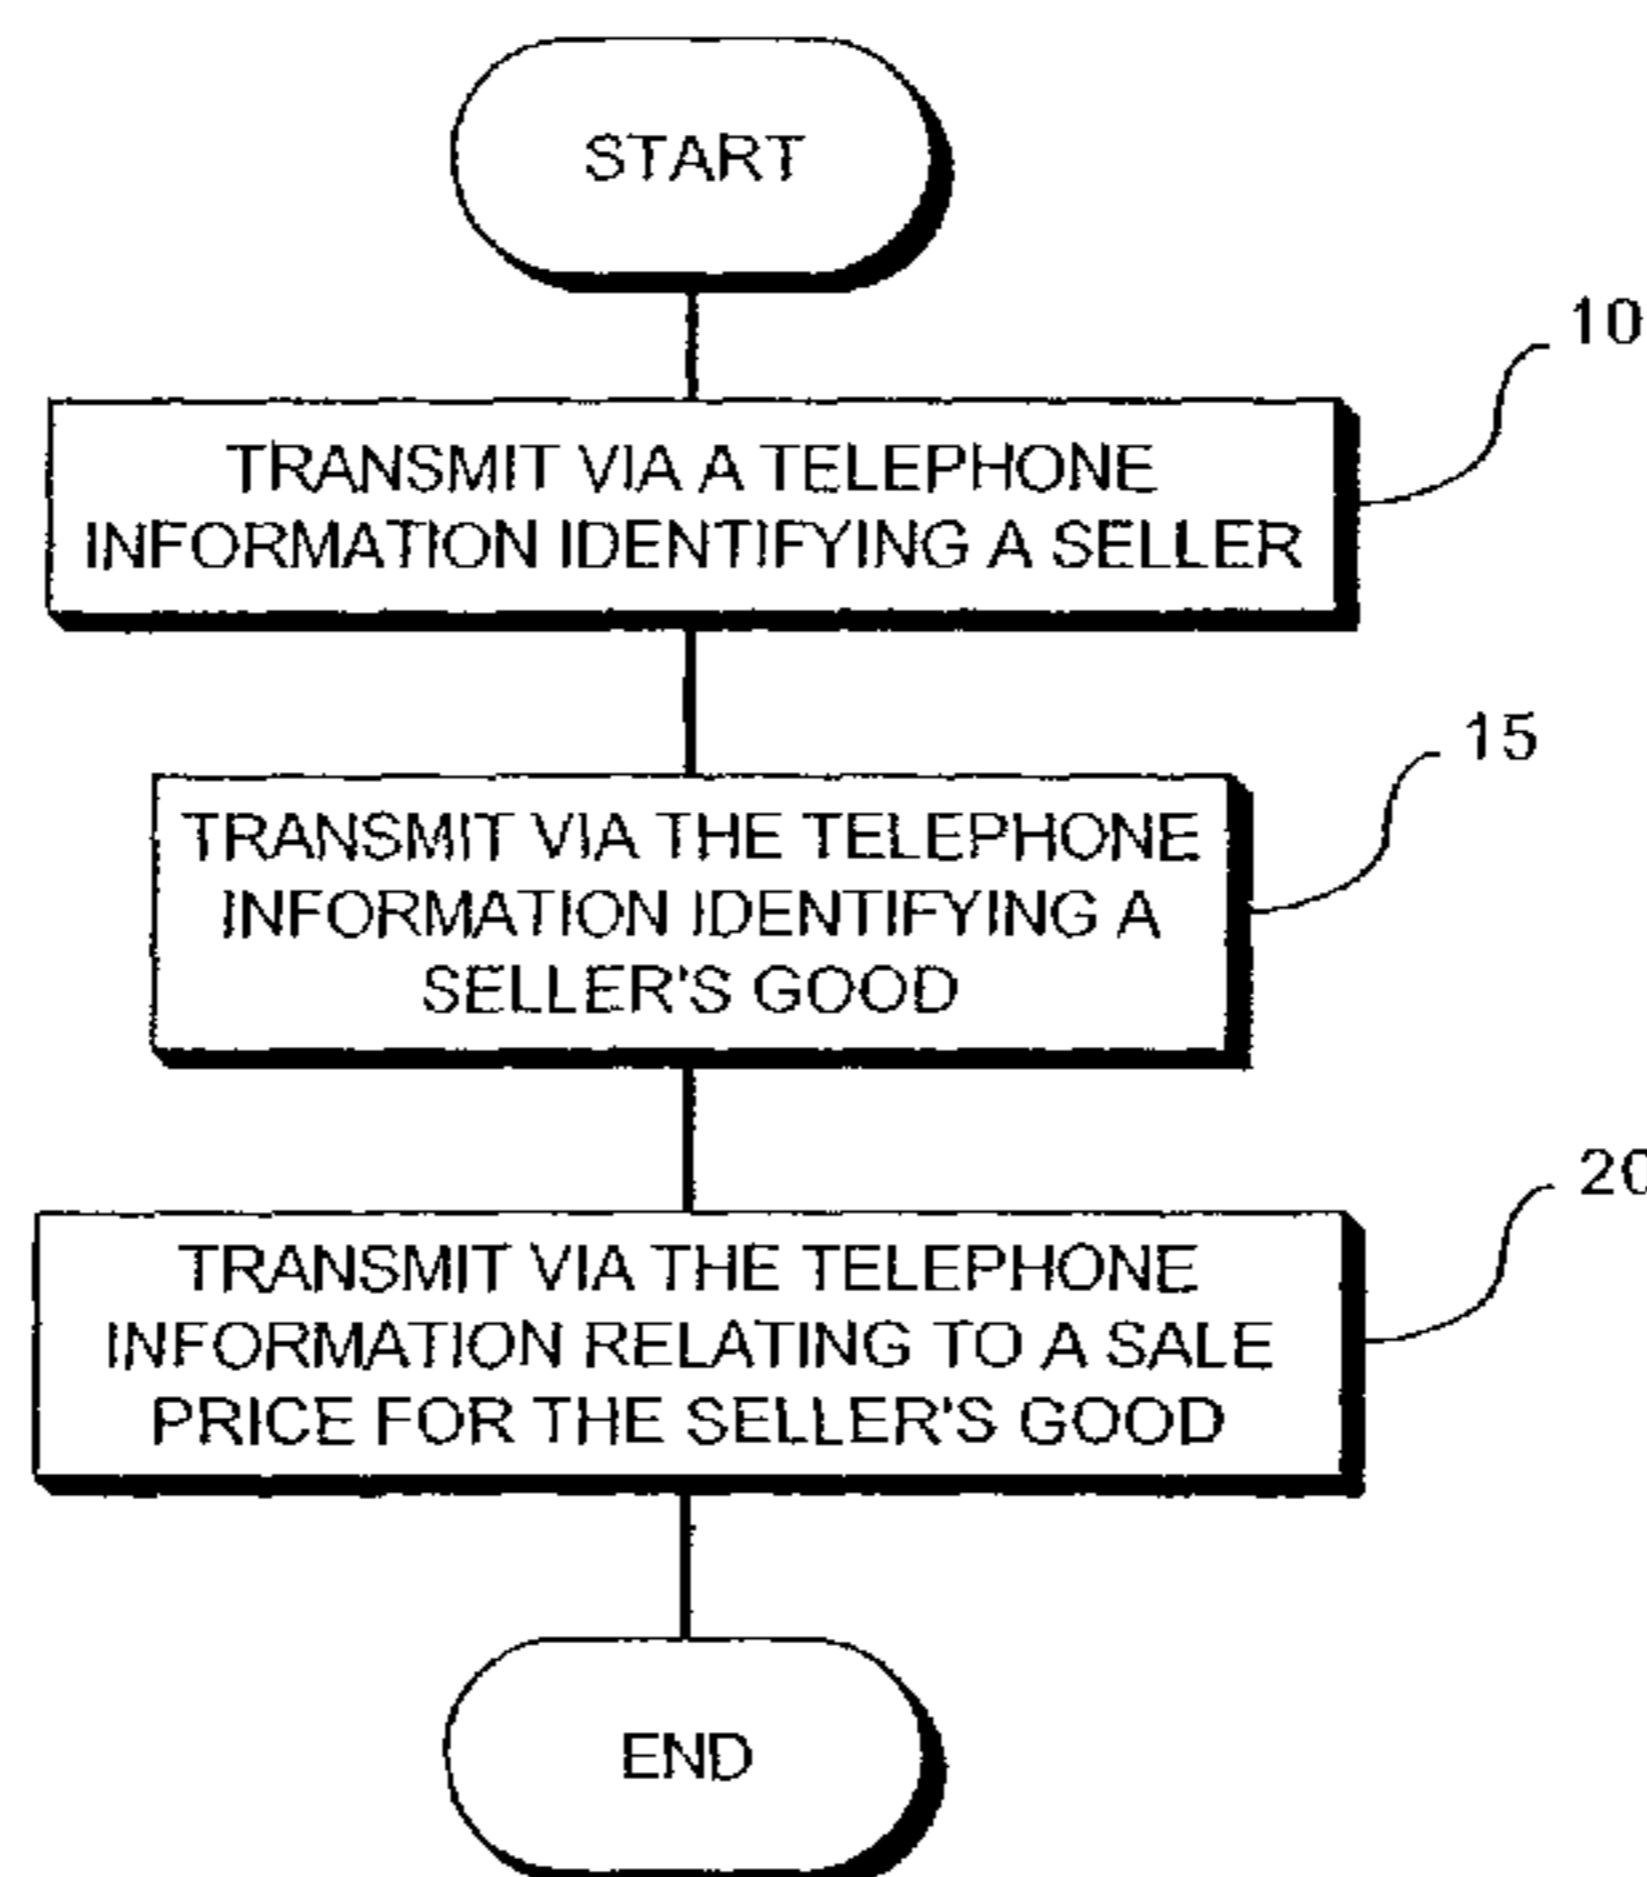 START
10
TRANSMIT VIA A TELEPHONE
INFORMATION IDENTIFYING A SELLER
15
TRANSMIT VIA THE TELEPHONE
INFORMATION IDENTIFYING A
SELLER'S GOOD
20
TRANSMIT VIA THE TELEPHONE
INFORMATION RELATING TO A SALE
PRICE FOR THE SELLER'S GOOD
END